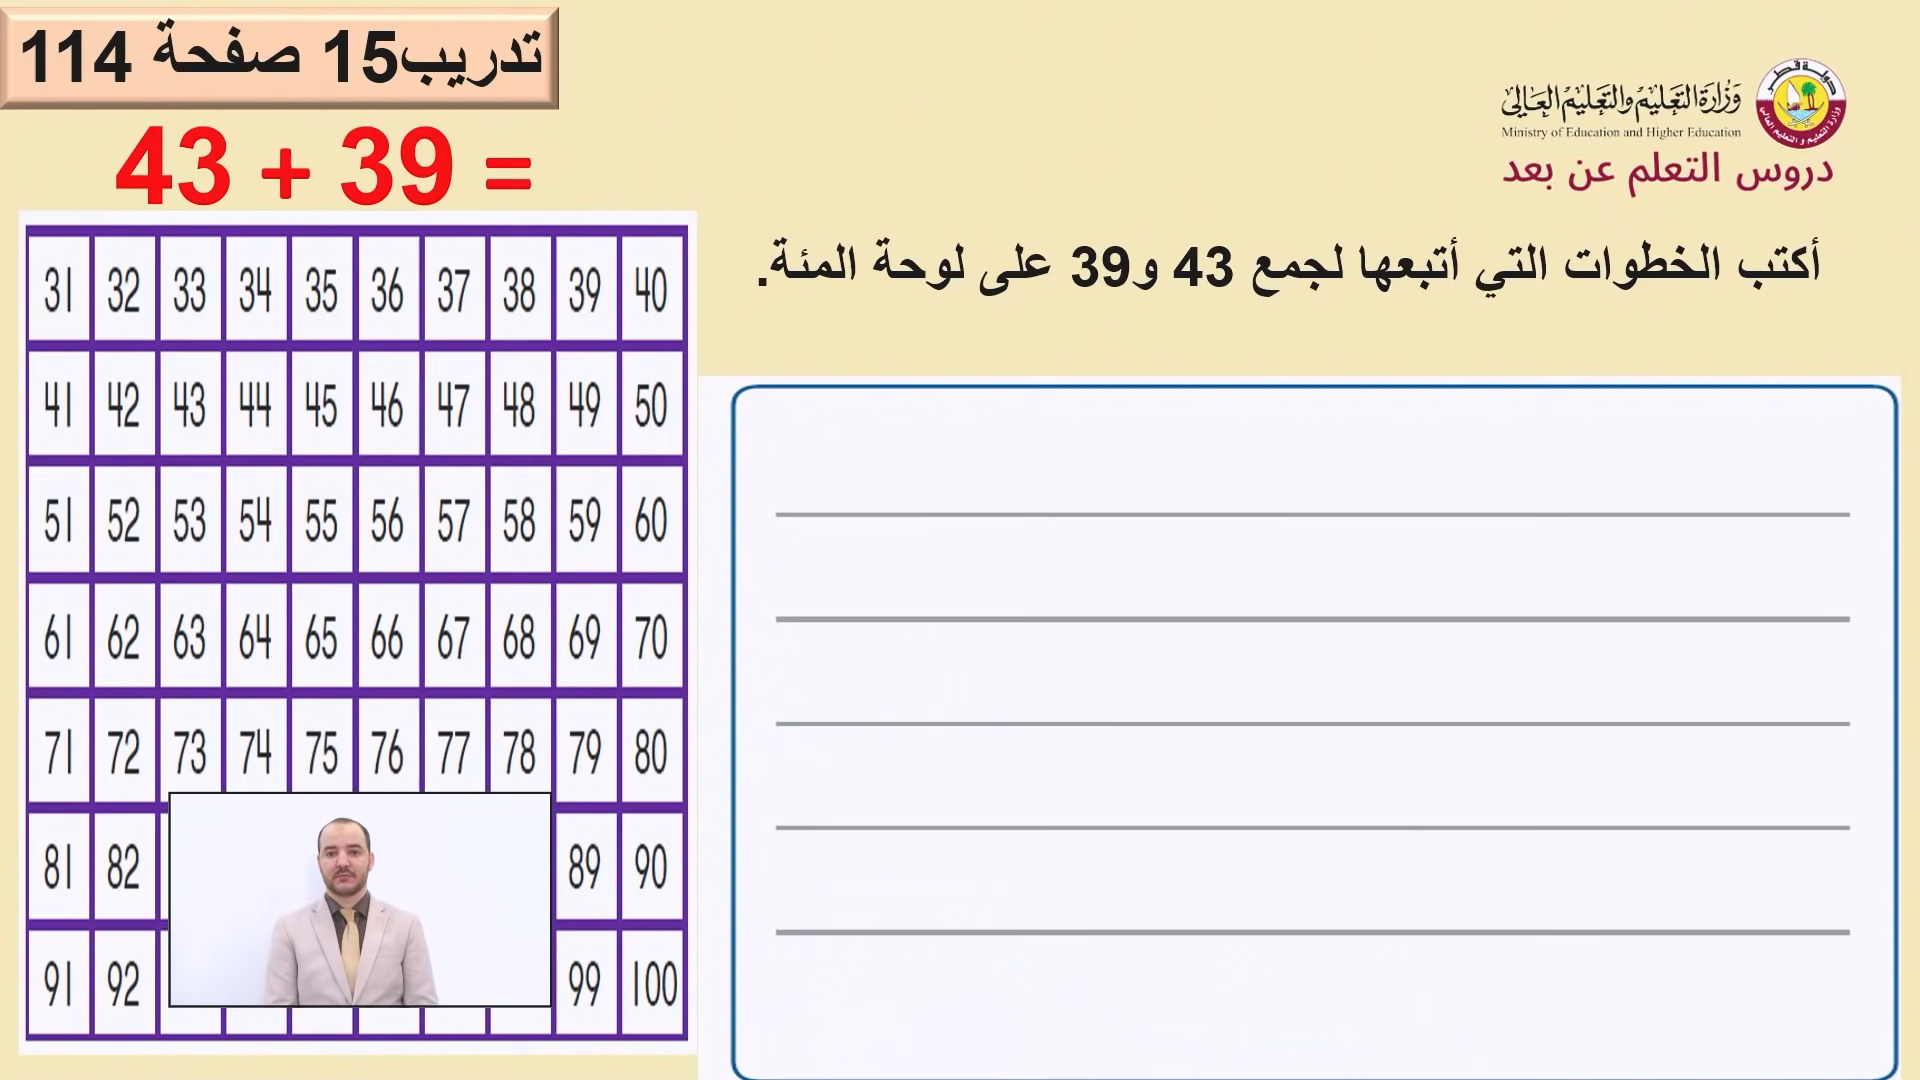 تدريب15 صفحة 114
43 + 39 =
وزارة التعليم والتعليم العالي
Ministry of Education and Higher Education
دروس التعلم عن بعد
أكتب الخطوات التي أتبعها لجمع 43 و39 على لوحة المئة.
31 32 33 34 35 36 37 38 39 40
41 42 43 44 45 46 47 48 49 50
51 52 53 54 55 56 57 58 59 60
61 62 63 64 65 66 67 68 69 70
71 72 73 74 75 76 77 78 79 80
81 82 89 90
91 92 99 100